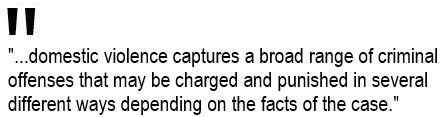 "
"...domestic violence captures a broad range of criminal
offenses that may be charged and punished in several
different ways depending on the facts of the case."